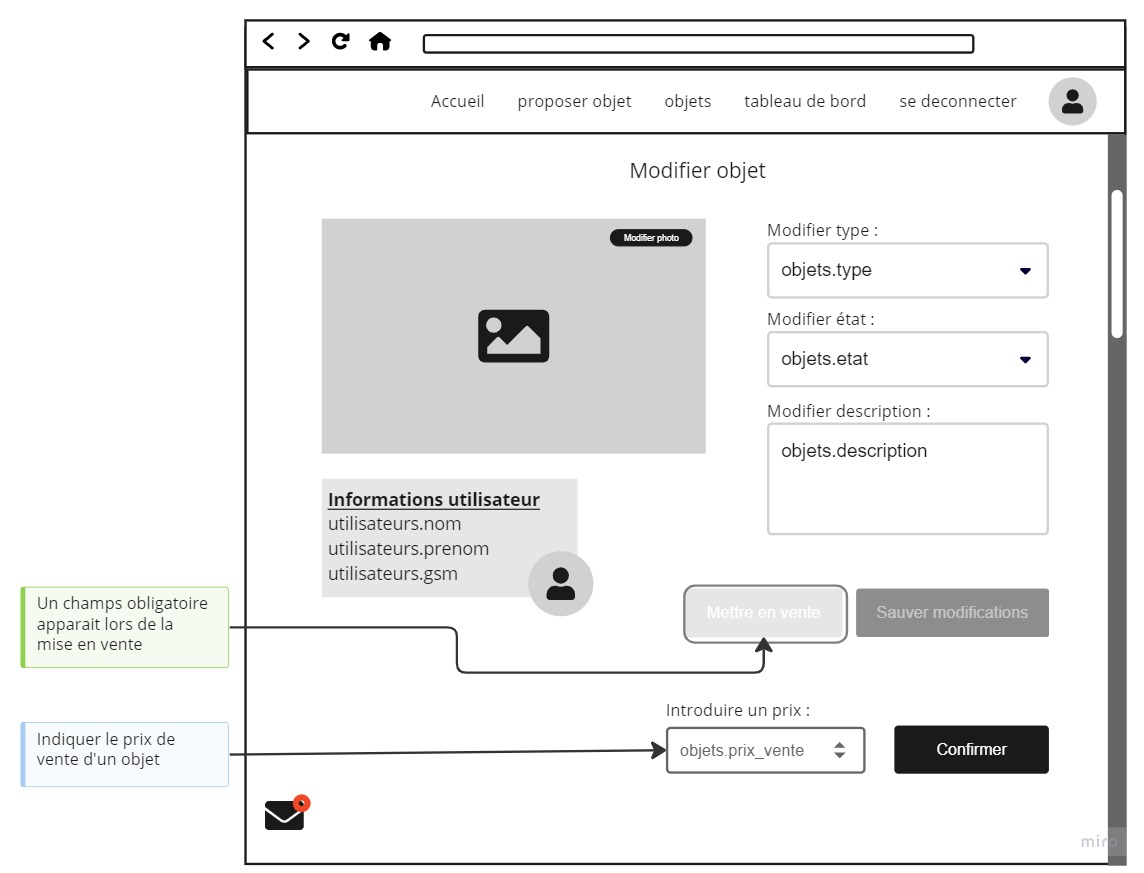 Accueil
proposer objet
objets
tableau de bord
se deconnecter
Modifier objet
Modifier photo
Modifier type :
objets.type
Modifier état :
objets.etat
Modifier description :
objets.description
Informations utilisateur
utilisateurs.nom
utilisateurs.prenom
utilisateurs.gsm
Un champs obligatoire
apparait lors de la
mise en vente
Mettre en vente
Sauver modifications
Indiquer le prix de
vente d'un objet
Introduire un prix :
objets.prix_vente
Confirmer
miro